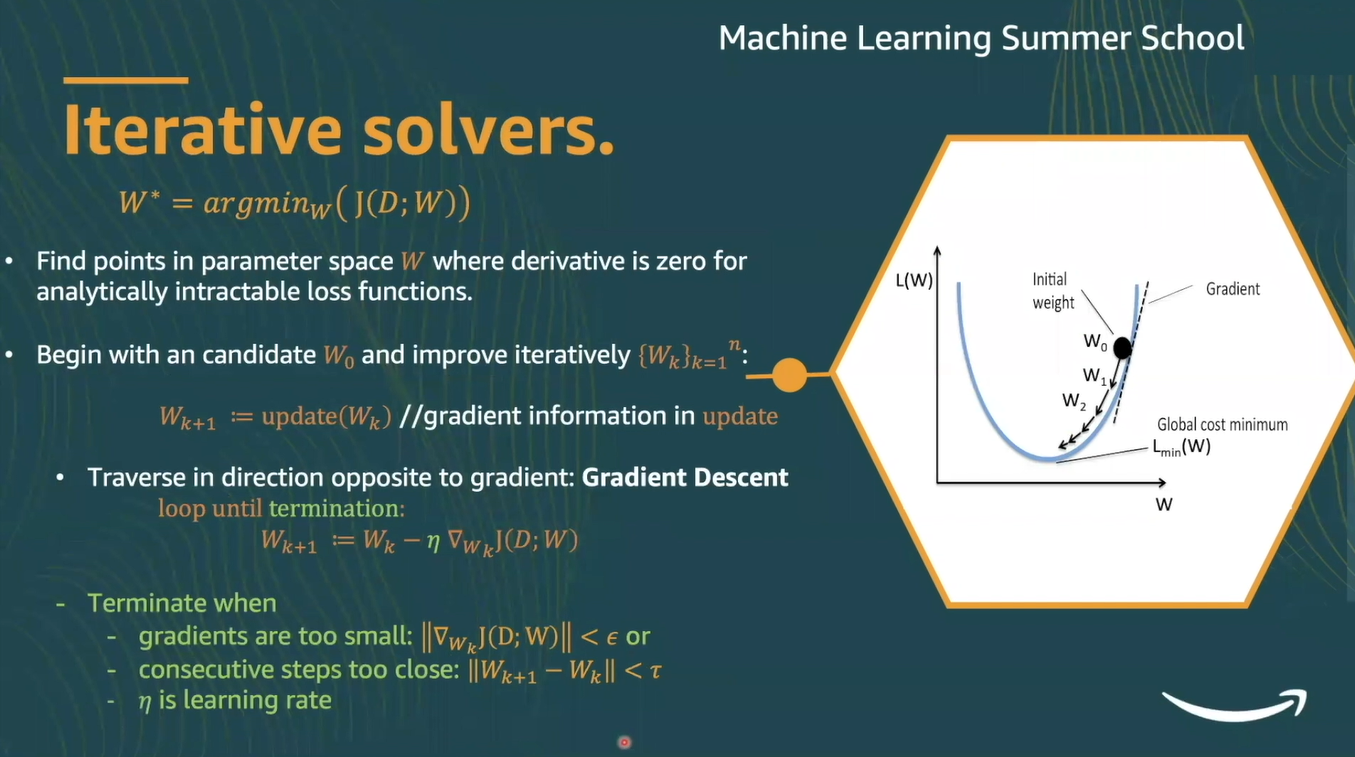 Machine Learning Summer School
Iterative solvers.
W* = argmin_W( J(D; W))
• Find points in parameter space W where derivative is zero for
analytically intractable loss functions.
• Begin with an candidate W₀ and improve iteratively {W_k}_{k=1}^n:
W_{k+1} := update(W_k) //gradient information in update
• Traverse in direction opposite to gradient: Gradient Descent
loop until termination:
W_{k+1} := W_k − η ∇_{W_k}J(D; W)
- Terminate when
- gradients are too small: ‖∇_{W_k}J(D; W)‖ < ϵ or
- consecutive steps too close: ‖W_{k+1} − W_k‖ < τ
- η is learning rate
L(W)
Initial
weight
Gradient
W₀
W₁
W₂
Global cost minimum
L_min(W)
W